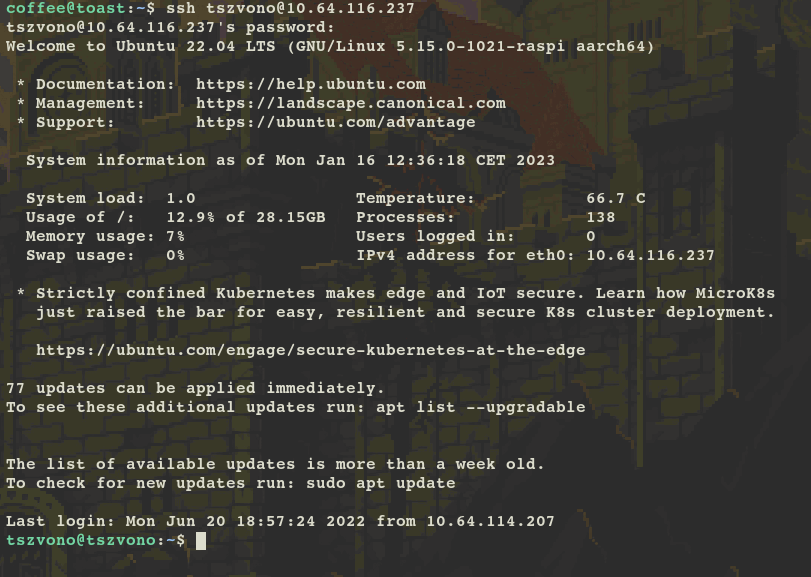 coffee@toast:~$ ssh tszvono@10.64.116.237
tszvono@10.64.116.237's password:
Welcome to Ubuntu 22.04 LTS (GNU/Linux 5.15.0-1021-raspi aarch64)
* Documentation:  https://help.ubuntu.com
* Management:     https://landscape.canonical.com
* Support:        https://ubuntu.com/advantage
System information as of Mon Jan 16 12:36:18 CET 2023
System load:  1.0                Temperature:           66.7 C
Usage of /:   12.9% of 28.15GB   Processes:             138
Memory usage: 7%                 Users logged in:       0
Swap usage:   0%                 IPv4 address for eth0: 10.64.116.237
* Strictly confined Kubernetes makes edge and IoT secure. Learn how MicroK8s
just raised the bar for easy, resilient and secure K8s cluster deployment.
https://ubuntu.com/engage/secure-kubernetes-at-the-edge
77 updates can be applied immediately.
To see these additional updates run: apt list --upgradable
The list of available updates is more than a week old.
To check for new updates run: sudo apt update
Last login: Mon Jun 20 18:57:24 2022 from 10.64.114.207
tszvono@tszvono:~$